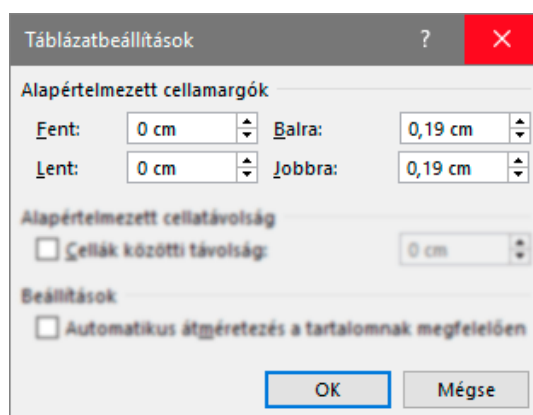 Táblázatbeállítások ?
Alapértelmezett cellamargók
Fent: 0 cm Balra: 0,19 cm
Lent: 0 cm Jobbra: 0,19 cm
Alapértelmezett cellatávolság
Cellák közötti távolság: 0 cm
Beállítások
Automatikus átméretezés a tartalomnak megfelelően
OK Mégse